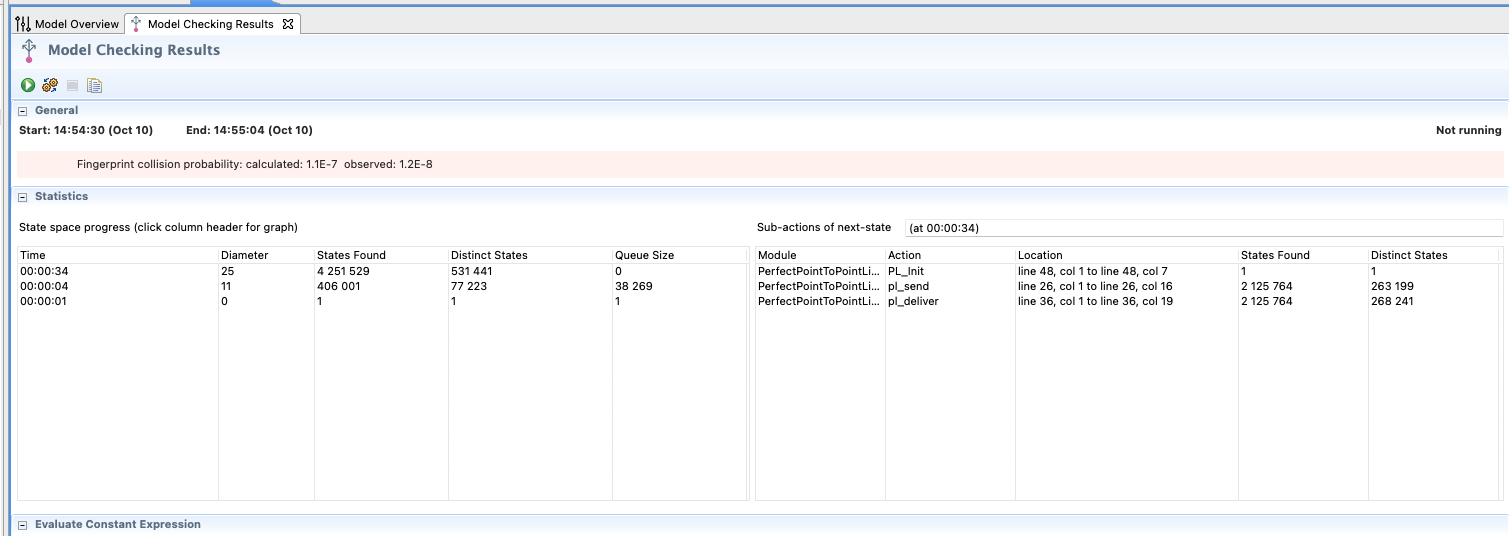 Model Overview Model Checking Results
Model Checking Results
General
Start: 14:54:30 (Oct 10) End: 14:55:04 (Oct 10) Not running
Fingerprint collision probability: calculated: 1.1E-7 observed: 1.2E-8
Statistics
State space progress (click column header for graph) Sub-actions of next-state (at 00:00:34)
Time Diameter States Found Distinct States Queue Size Module Action Location States Found Distinct States
00:00:34 25 4 251 529 531 441 0 PerfectPointToPointLi... PL_Init line 48, col 1 to line 48, col 7 1 1
00:00:04 11 406 001 77 223 38 269 PerfectPointToPointLi... pl_send line 26, col 1 to line 26, col 16 2 125 764 263 199
00:00:01 0 1 1 1 PerfectPointToPointLi... pl_deliver line 36, col 1 to line 36, col 19 2 125 764 268 241
Evaluate Constant Expression